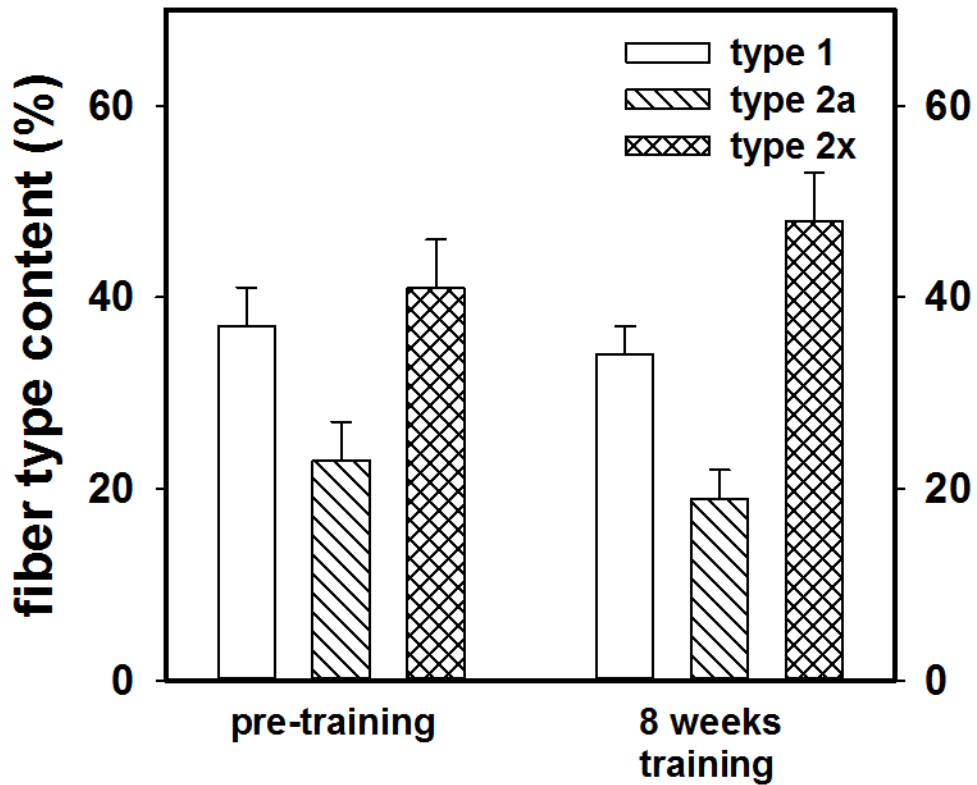 fiber type content (%)
60
40
20
0
type 1
type 2a
type 2x
60
40
20
0
pre-training
8 weeks
training